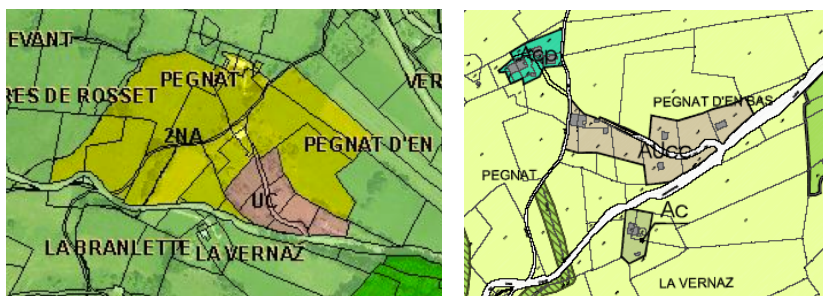 EVANT
PEGNAT
RES DE ROSSET
VER
2NA
PEGNAT D'EN
UC
LA BRANLETTE
LA VERNAZ
Acp
PEGNAT D'EN BAS
AUcc
PEGNAT
Ac
LA VERNAZ